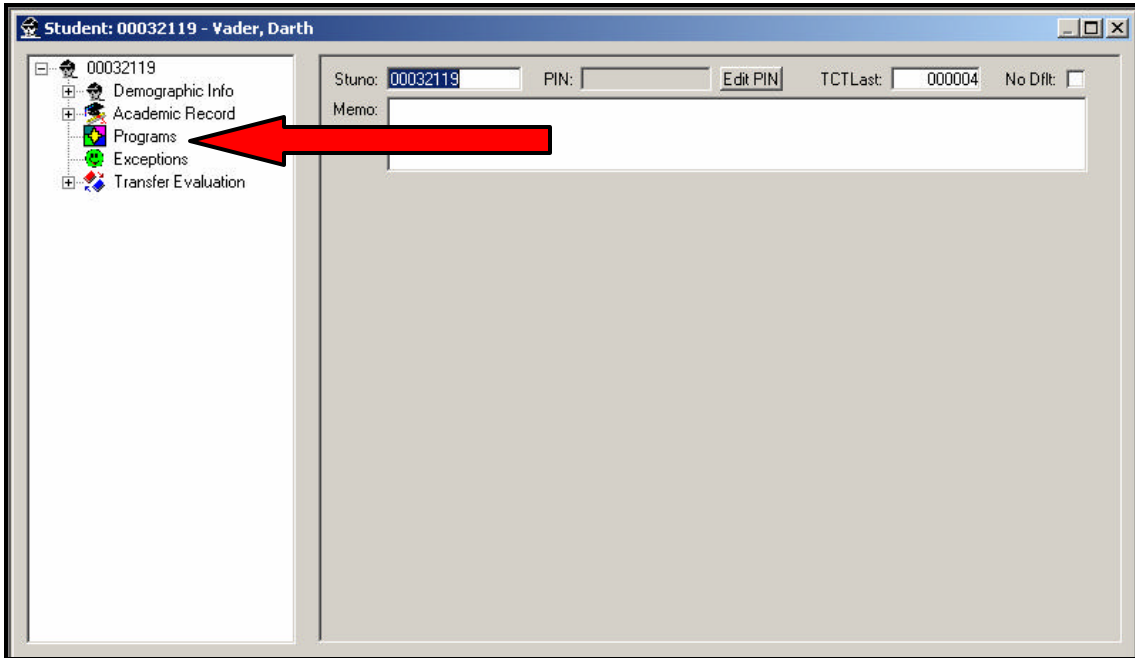 Student: 00032119 - Vader, Darth
00032119
Demographic Info
Academic Record
Programs
Exceptions
Transfer Evaluation
Stuno: 00032119 PIN: Edit PIN TCTLast: 000004 No Dflt:
Memo: